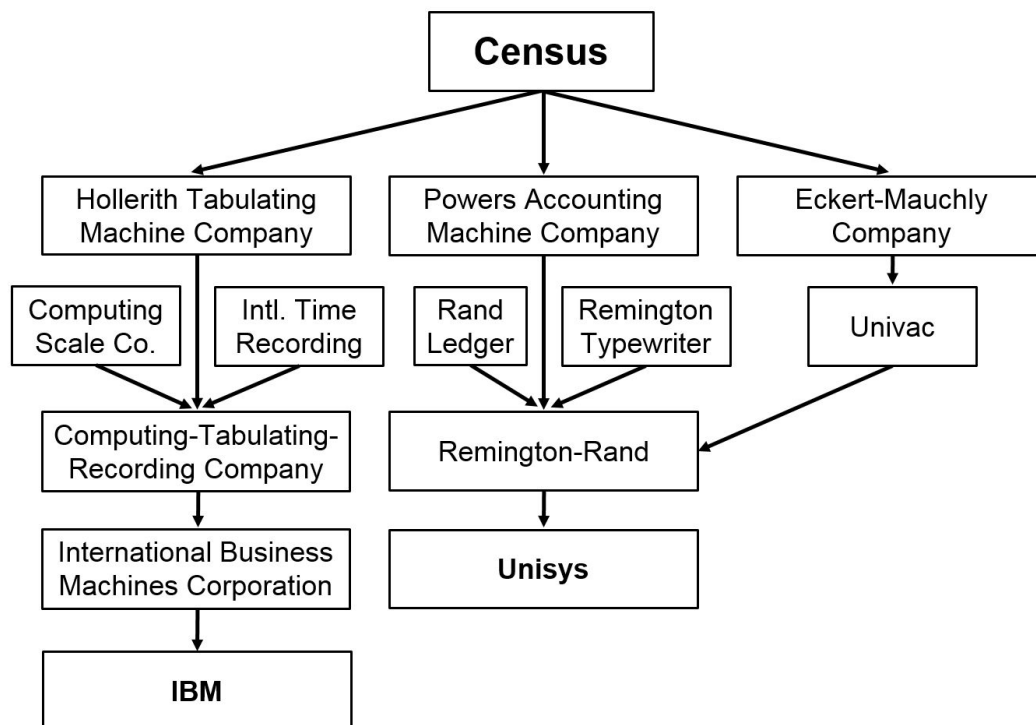 Census
Hollerith Tabulating
Machine Company
Powers Accounting
Machine Company
Eckert-Mauchly
Company
Computing
Scale Co.
Intl. Time
Recording
Rand
Ledger
Remington
Typewriter
Univac
Computing-Tabulating-
Recording Company
Remington-Rand
International Business
Machines Corporation
Unisys
IBM